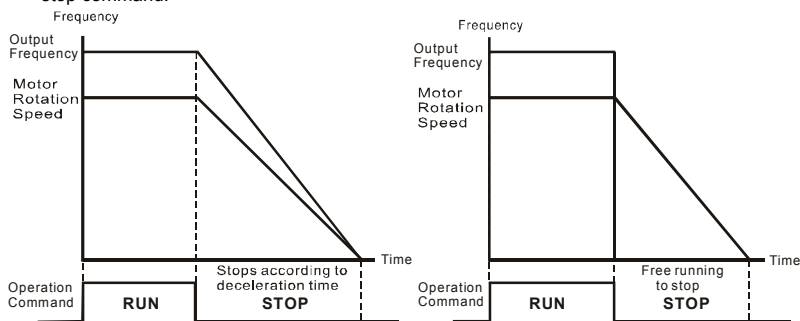 stop command.
Frequency
Output
Frequency
Motor
Rotation
Speed
Time
Stops according to
deceleration time
Operation
Command
RUN
STOP
Frequency
Output
Frequency
Motor
Rotation
Speed
Time
Free running
to stop
Operation
Command
RUN
STOP